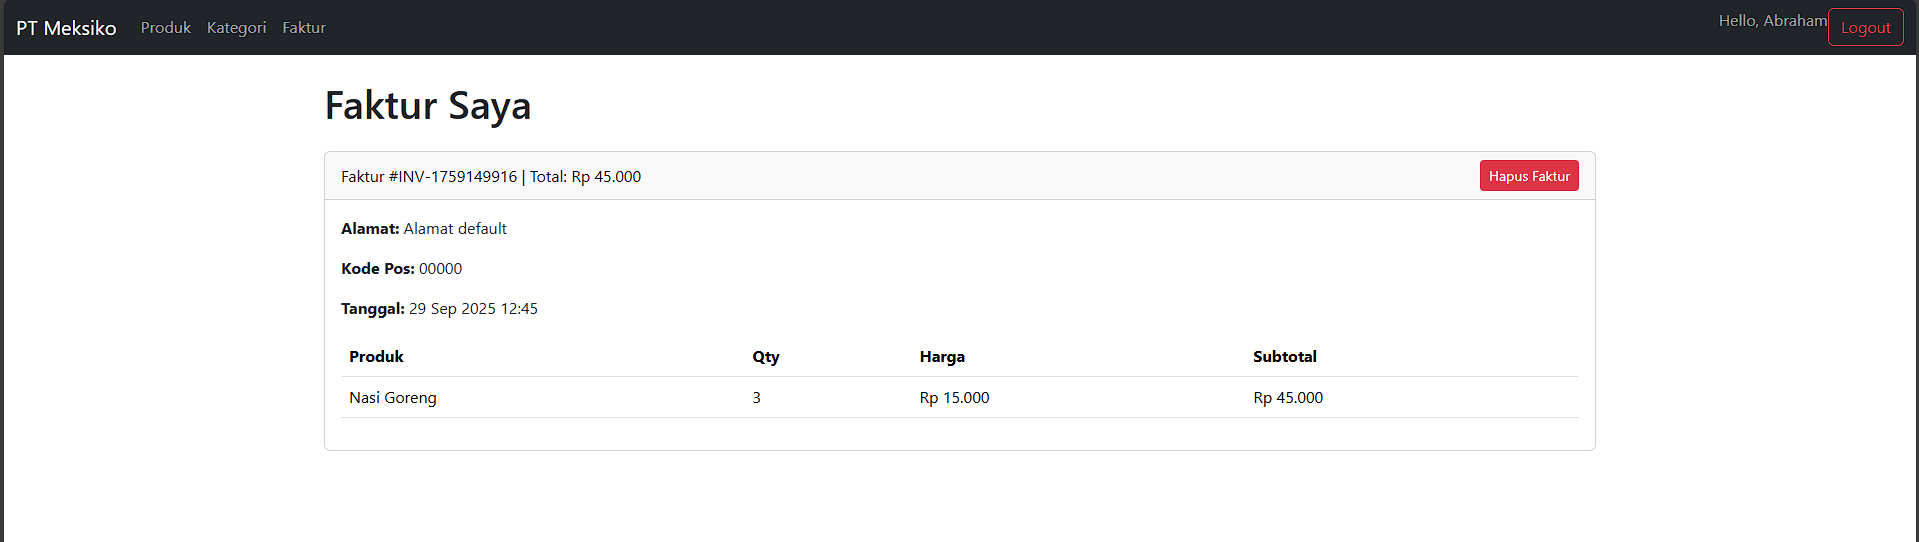 PT Meksiko Produk Kategori Faktur Hello, Abraham Logout
Faktur Saya
Faktur #INV-1759149916 | Total: Rp 45.000 Hapus Faktur
Alamat: Alamat default
Kode Pos: 00000
Tanggal: 29 Sep 2025 12:45
Produk Qty Harga Subtotal
Nasi Goreng 3 Rp 15.000 Rp 45.000